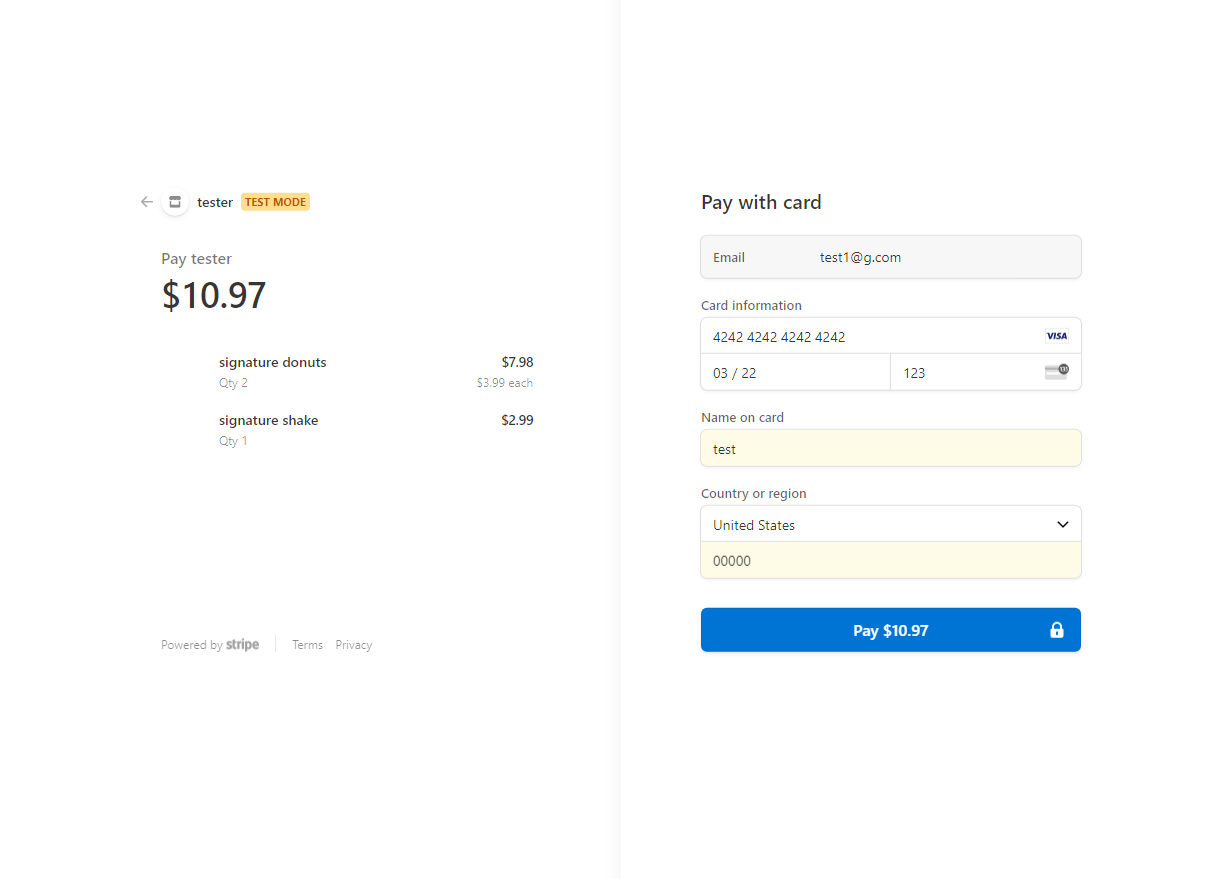 tester TEST MODE
Pay tester
$10.97
signature donuts $7.98
Qty 2 $3.99 each
signature shake $2.99
Qty 1
Powered by stripe Terms Privacy
Pay with card
Email test1@g.com
Card information
4242 4242 4242 4242 VISA
03 / 22 123
Name on card
test
Country or region
United States
00000
Pay $10.97